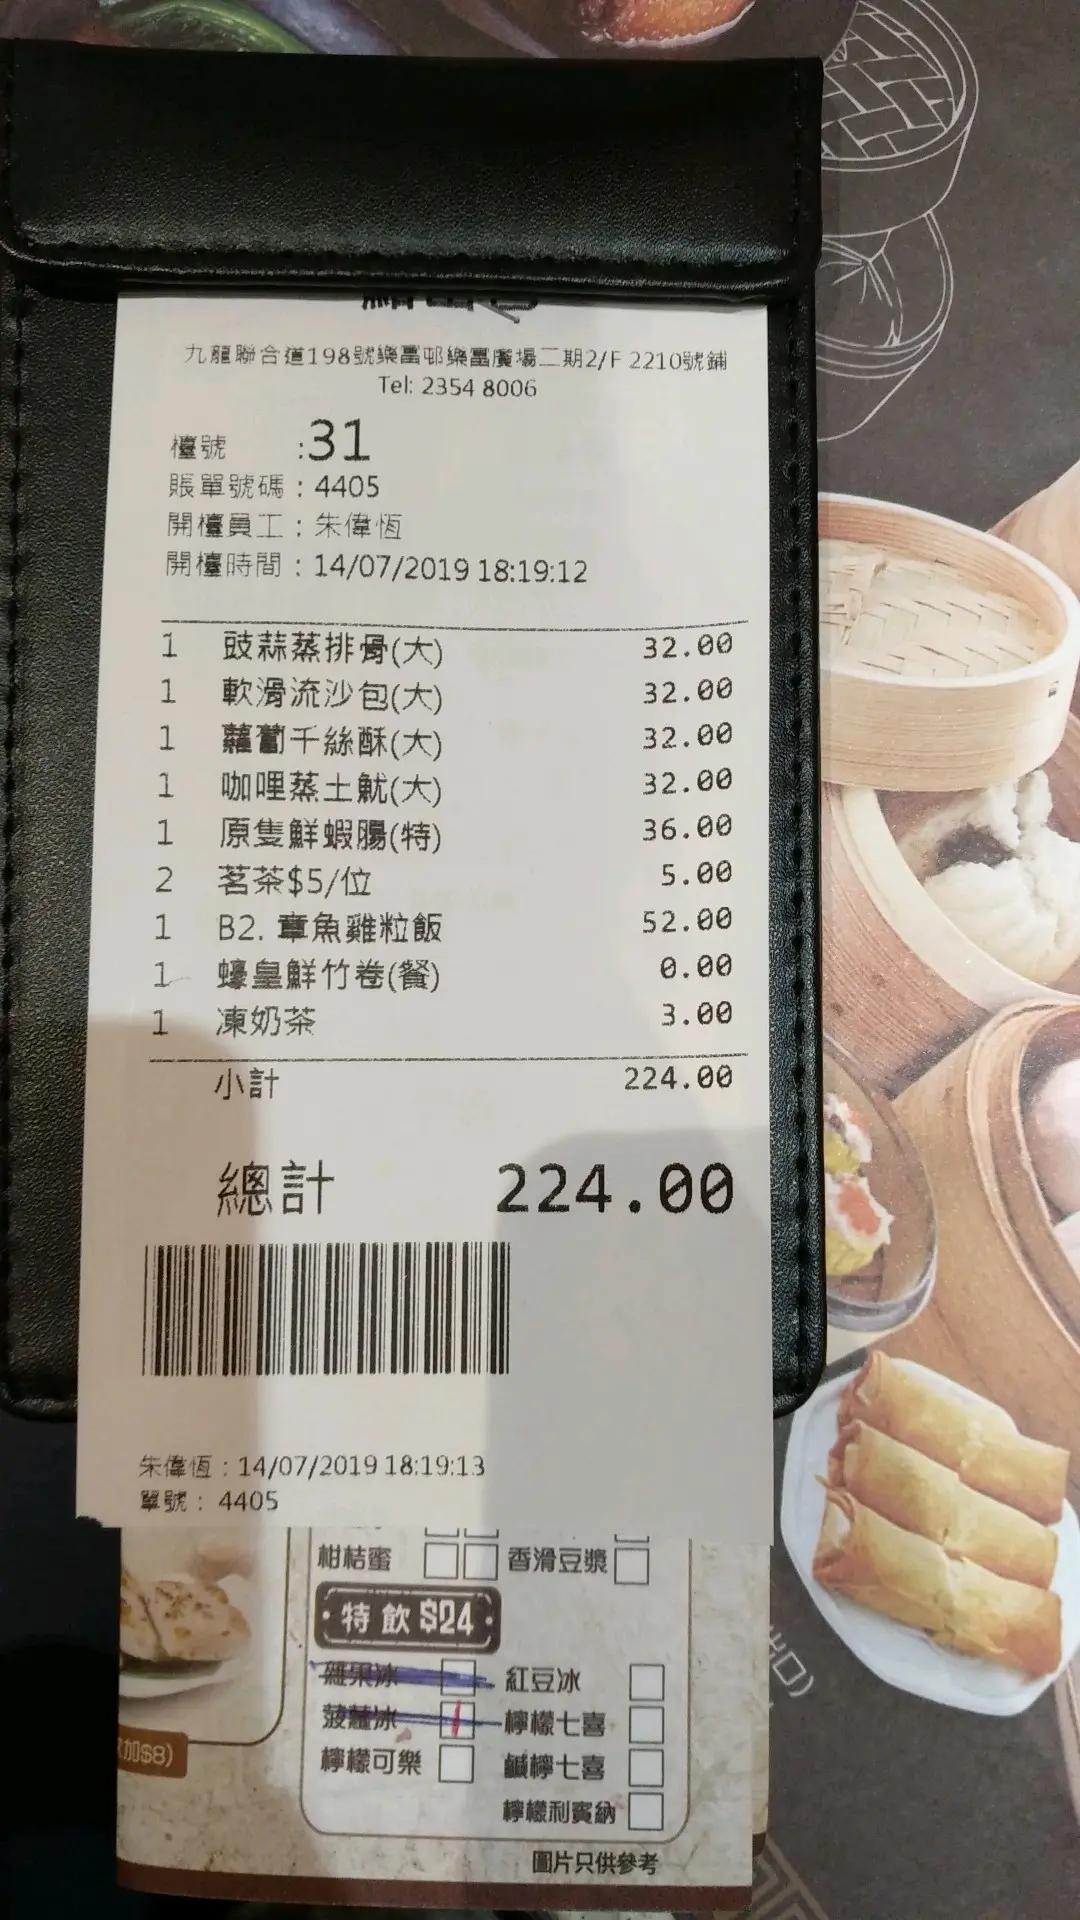 九龍聯合道198號樂富邨樂富廣場二期2/F 2210號鋪
Tel: 2354 8006
檯號 :31
賬單號碼 : 4405
開檯員工 : 朱偉恆
開檯時間 : 14/07/2019 18:19:12
1 豉蒜蒸排骨(大) 32.00
1 軟滑流沙包(大) 32.00
1 蘿蔔千絲酥(大) 32.00
1 咖哩蒸土魷(大) 32.00
1 原隻鮮蝦腸(特) 36.00
2 茗茶$5/位 5.00
1 B2. 章魚雞粒飯 52.00
1 蠔皇鮮竹卷(餐) 0.00
1 凍奶茶 3.00
小計 224.00
總計 224.00
朱偉恆 : 14/07/2019 18:19:13
單號 : 4405
柑桔蜜 香滑豆漿
特飲 $24
雜果冰 紅豆冰
菠蘿冰 檸檬七喜
檸檬可樂 鹹檸七喜
檸檬利賓納
加$8)
圖片只供參考